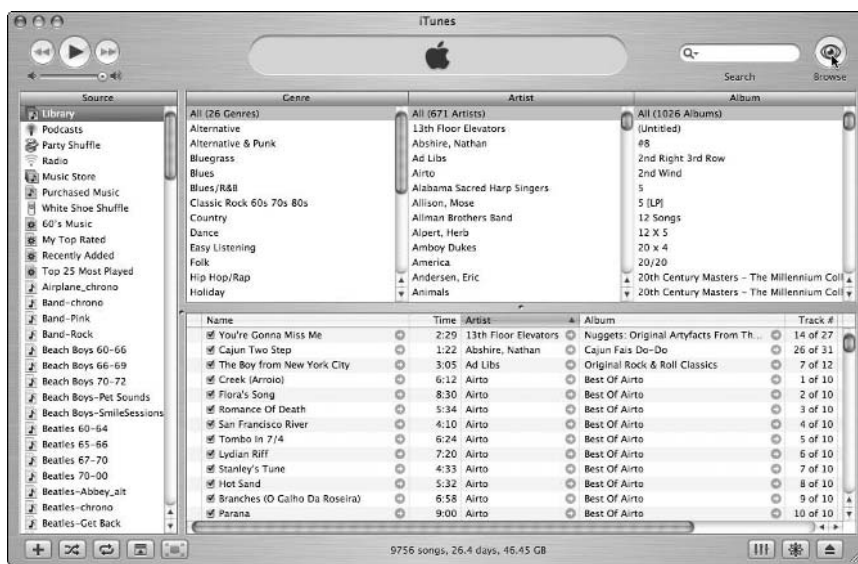 iTunes
Search
Browse
Source
Library
Podcasts
Party Shuffle
Radio
Music Store
Purchased Music
White Shoe Shuffle
60's Music
My Top Rated
Recently Added
Top 25 Most Played
Airplane_chrono
Band-chrono
Band-Pink
Band-Rock
Beach Boys 60-66
Beach Boys 66-69
Beach Boys 70-72
Beach Boys-Pet Sounds
Beach Boys-SmileSessions
Beatles 60-64
Beatles 65-66
Beatles 67-70
Beatles 70-00
Beatles-Abbey_alt
Beatles-chrono
Beatles-Get Back
Genre
All (26 Genres)
Alternative
Alternative & Punk
Bluegrass
Blues
Blues/R&B
Classic Rock 60s 70s 80s
Country
Dance
Easy Listening
Folk
Hip Hop/Rap
Holiday
Artist
All (671 Artists)
13th Floor Elevators
Abshire, Nathan
Ad Libs
Airto
Alabama Sacred Harp Singers
Allison, Mose
Allman Brothers Band
Alpert, Herb
Amboy Dukes
America
Andersen, Eric
Animals
Album
All (1026 Albums)
(Untitled)
#8
2nd Right 3rd Row
2nd Wind
5
5 [LP]
12 Songs
12 X 5
20 x 4
20/20
20th Century Masters - The Millennium Coll
20th Century Masters - The Millennium Coll
Name Time Artist Album Track #
You're Gonna Miss Me 2:29 13th Floor Elevators Nuggets: Original Artyfacts From Th... 14 of 27
Cajun Two Step 1:22 Abshire, Nathan Cajun Fais Do-Do 26 of 31
The Boy from New York City 3:05 Ad Libs Original Rock & Roll Classics 7 of 12
Creek (Arroio) 6:12 Airto Best Of Airto 1 of 10
Flora's Song 8:30 Airto Best Of Airto 2 of 10
Romance Of Death 5:34 Airto Best Of Airto 3 of 10
San Francisco River 4:10 Airto Best Of Airto 4 of 10
Tombo In 7/4 6:24 Airto Best Of Airto 5 of 10
Lydian Riff 7:20 Airto Best Of Airto 6 of 10
Stanley's Tune 4:33 Airto Best Of Airto 7 of 10
Hot Sand 5:32 Airto Best Of Airto 8 of 10
Branches (O Galho Da Roseira) 6:58 Airto Best Of Airto 9 of 10
Parana 9:00 Airto Best Of Airto 10 of 10
9756 songs, 26.4 days, 46.45 GB